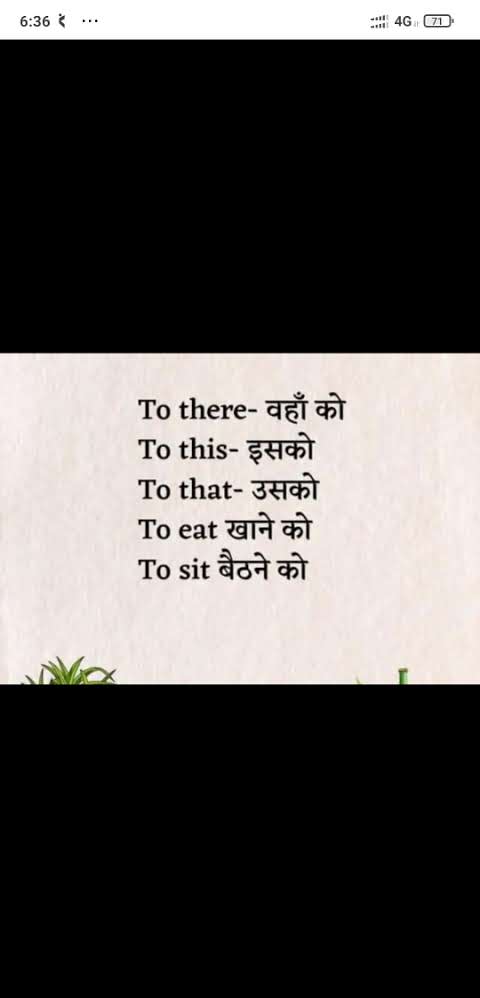 6:36 ...
4G 71
To there- वहाँ को
To this- इसको
To that- उसको
To eat खाने को
To sit बैठने को